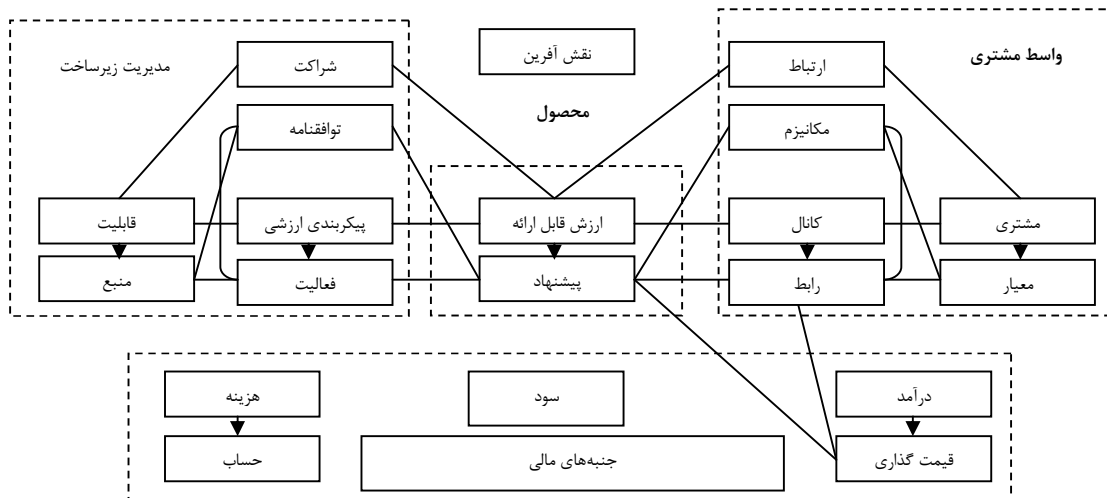 واسط مشتری
ارتباط
نقش آفرین
شراکت
مدیریت زیرساخت
محصول
مکانیزم
توافقنامه
مشتری
کانال
ارزش قابل ارائه
پیکربندی ارزشی
قابلیت
معیار
رابط
پیشنهاد
فعالیت
منبع
درآمد
سود
هزینه
قیمت گذاری
جنبه‌های مالی
حساب